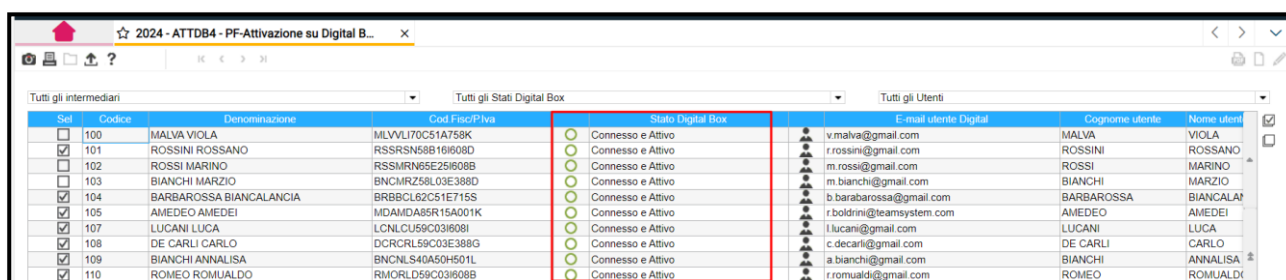 2024 - ATTDB4 - PF-Attivazione su Digital B...
Tutti gli intermediari Tutti gli Stati Digital Box Tutti gli Utenti
Sel Codice Denominazione Cod.Fisc/P.Iva Stato Digital Box E-mail utente Digital Cognome utente Nome utent
100 MALVA VIOLA MLVVLI70C51A758K Connesso e Attivo v.malva@gmail.com MALVA VIOLA
101 ROSSINI ROSSANO RSSRSN58B16I608D Connesso e Attivo r.rossini@gmail.com ROSSINI ROSSANO
102 ROSSI MARINO RSSMRN65E25I608B Connesso e Attivo m.rossi@gmail.com ROSSI MARINO
103 BIANCHI MARZIO BNCMRZ58L03E388D Connesso e Attivo m.bianchi@gmail.com BIANCHI MARZIO
104 BARBAROSSA BIANCALANCIA BRBBCL62C51E715S Connesso e Attivo b.barabarossa@gmail.com BARBAROSSA BIANCALAN
105 AMEDEO AMEDEI MDAMDA85R15A001K Connesso e Attivo r.boldrini@teamsystem.com AMEDEO AMEDEI
107 LUCANI LUCA LCNLCU59C03I608I Connesso e Attivo l.lucani@gmail.com LUCANI LUCA
108 DE CARLI CARLO DCRCRL59C03E388G Connesso e Attivo c.decarli@gmail.com DE CARLI CARLO
109 BIANCHI ANNALISA BNCNLS40A50H501L Connesso e Attivo a.bianchi@gmail.com BIANCHI ANNALISA
110 ROMEO ROMUALDO RMORLD59C03I608B Connesso e Attivo r.romualdi@gmail.com ROMEO ROMUALDO